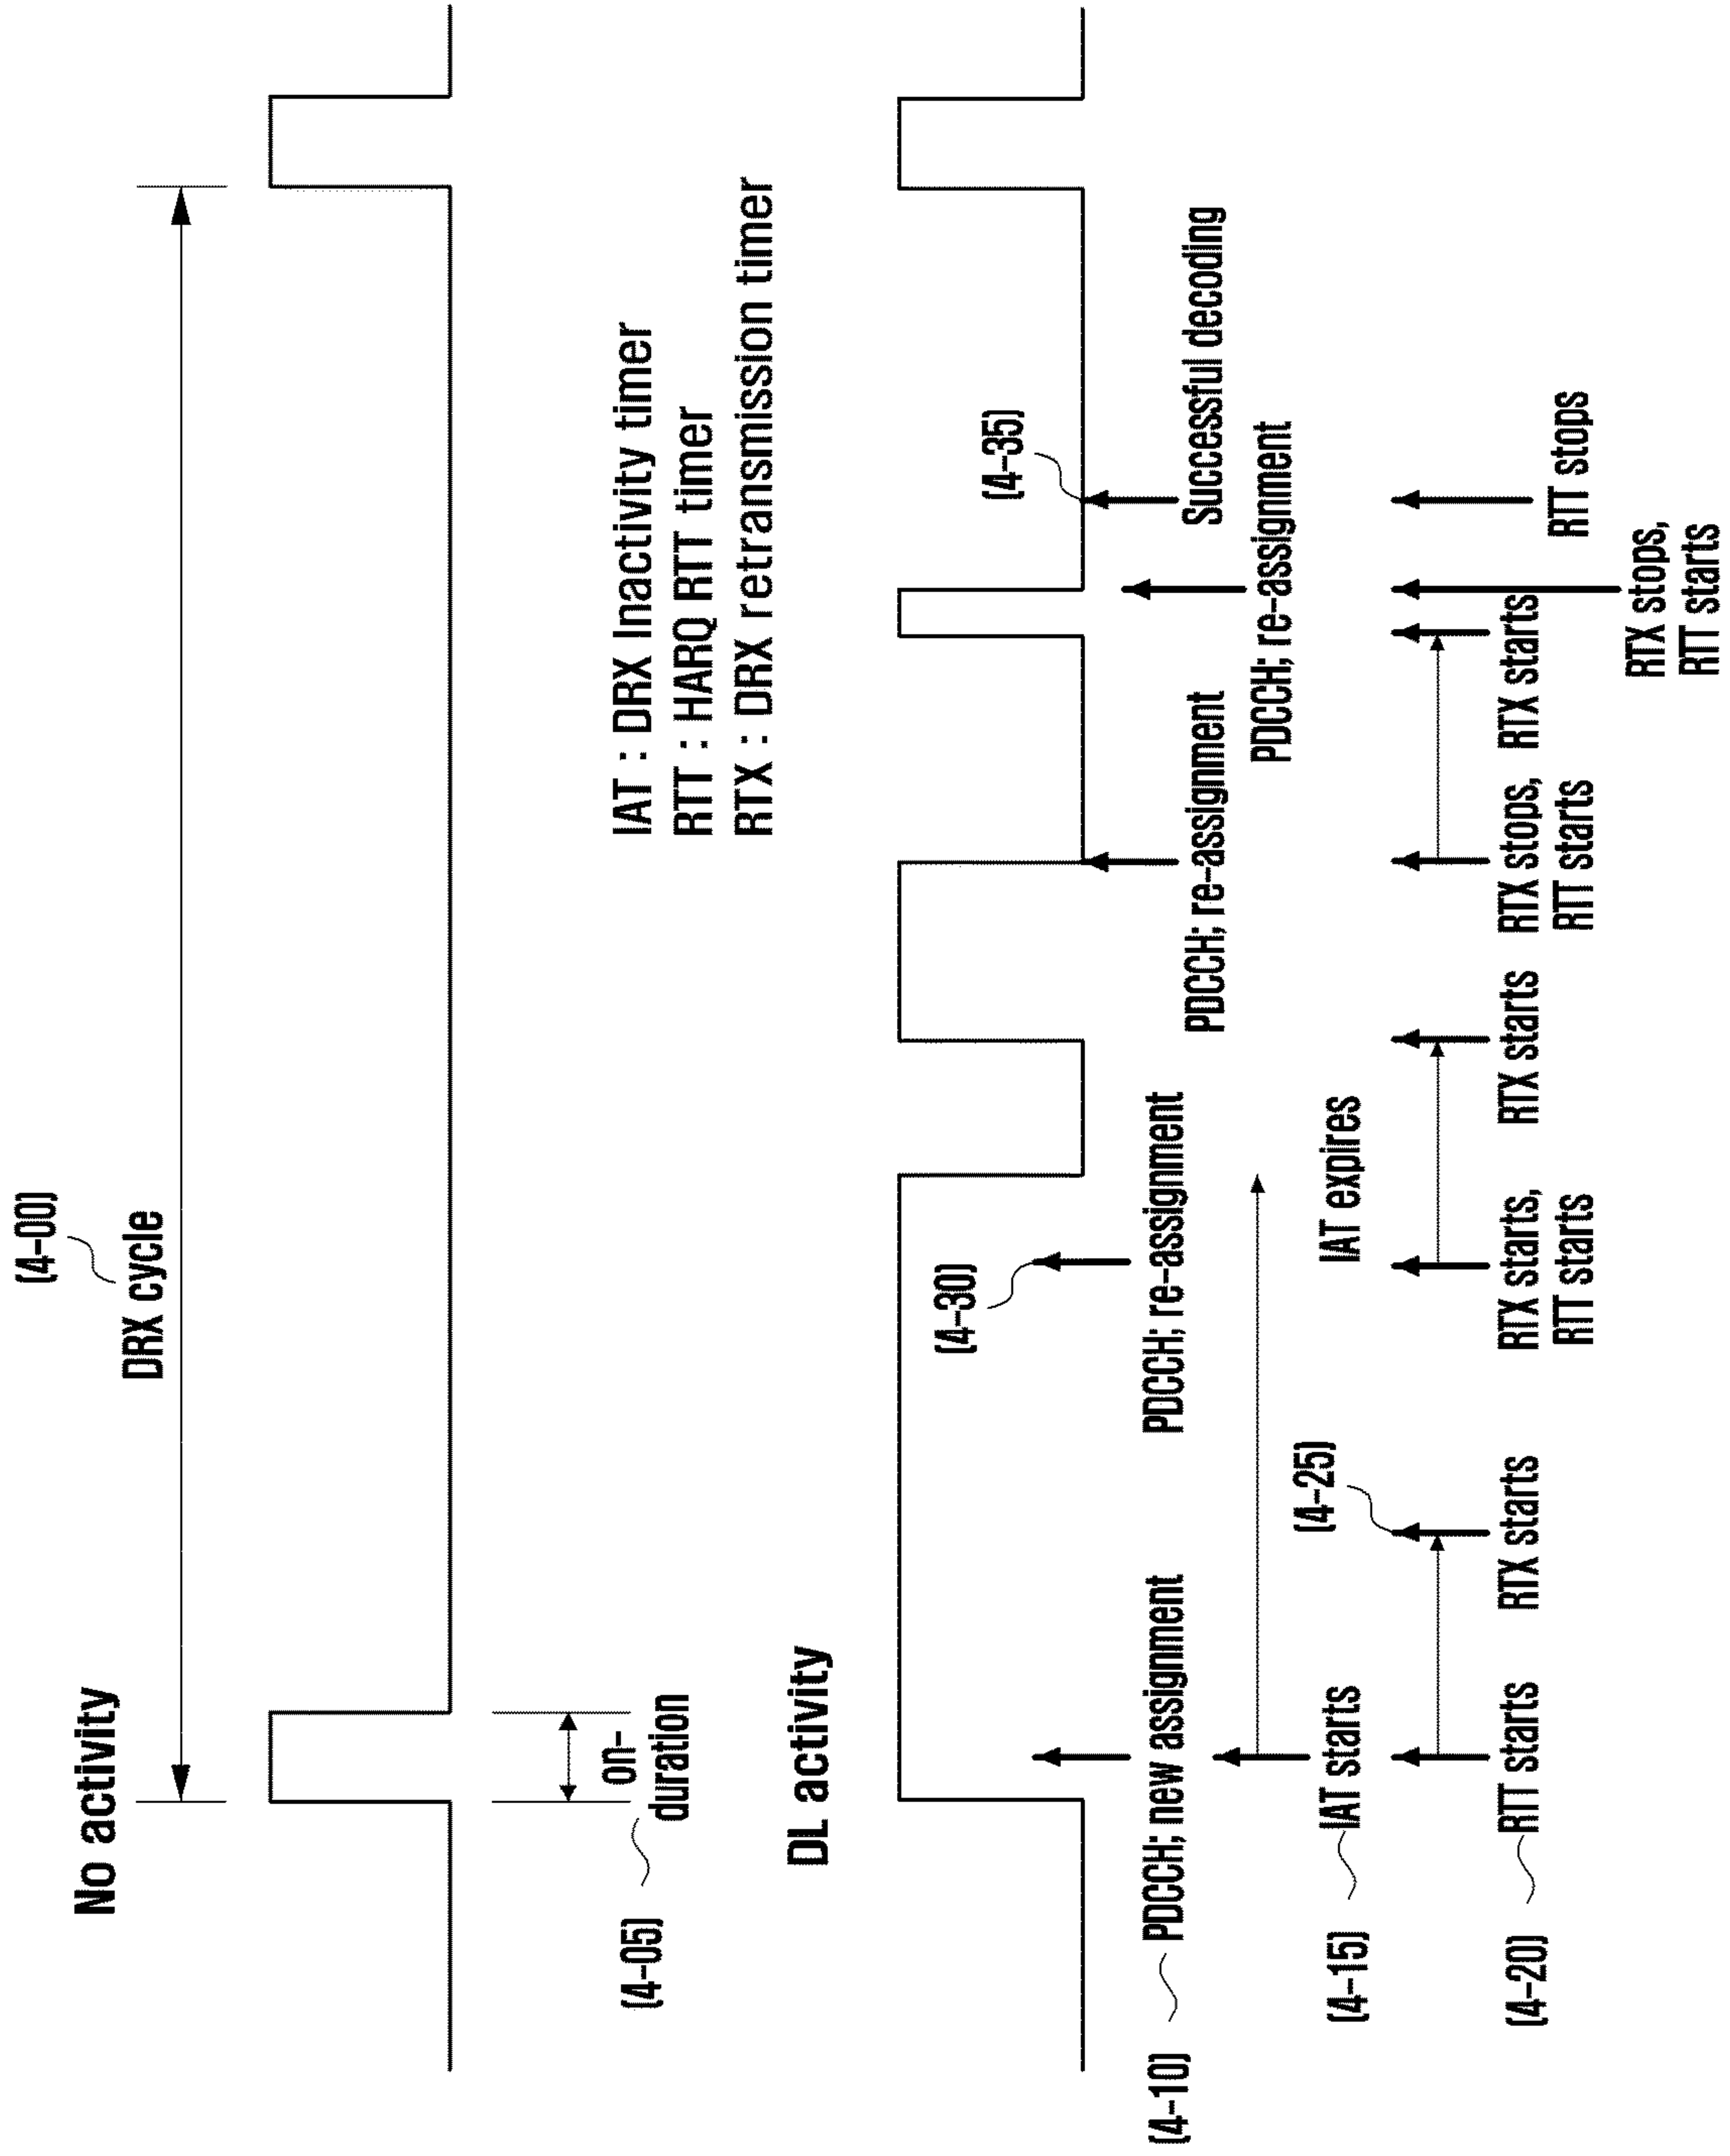 No activity
(4-00)
DRX cycle
on-
duration
(4-05)
IAT : DRX Inactivity timer
RTT : HARQ RTT timer
RTX : DRX retransmission timer
DL activity
(4-30)
(4-35)
(4-10)
PDCCH; new assignment
PDCCH; re-assignment
PDCCH; re-assignment
Successful decoding
PDCCH; re-assignment
(4-15)
IAT starts
(4-25)
IAT expires
(4-20)
RTT starts
RTX starts
RTX starts,
RTT starts
RTX starts
RTX stops,
RTT starts
RTX starts
RTT stops
RTX stops,
RTT starts